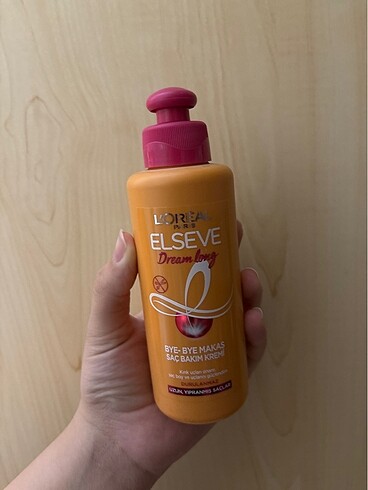 L'ORÉAL
PARIS
ELSEVE
Dream long
BYE-BYE MAKAS
SAÇ BAKIM KREMİ
DURULANMAZ
UZUN, YIPRANMIŞ SAÇLAR